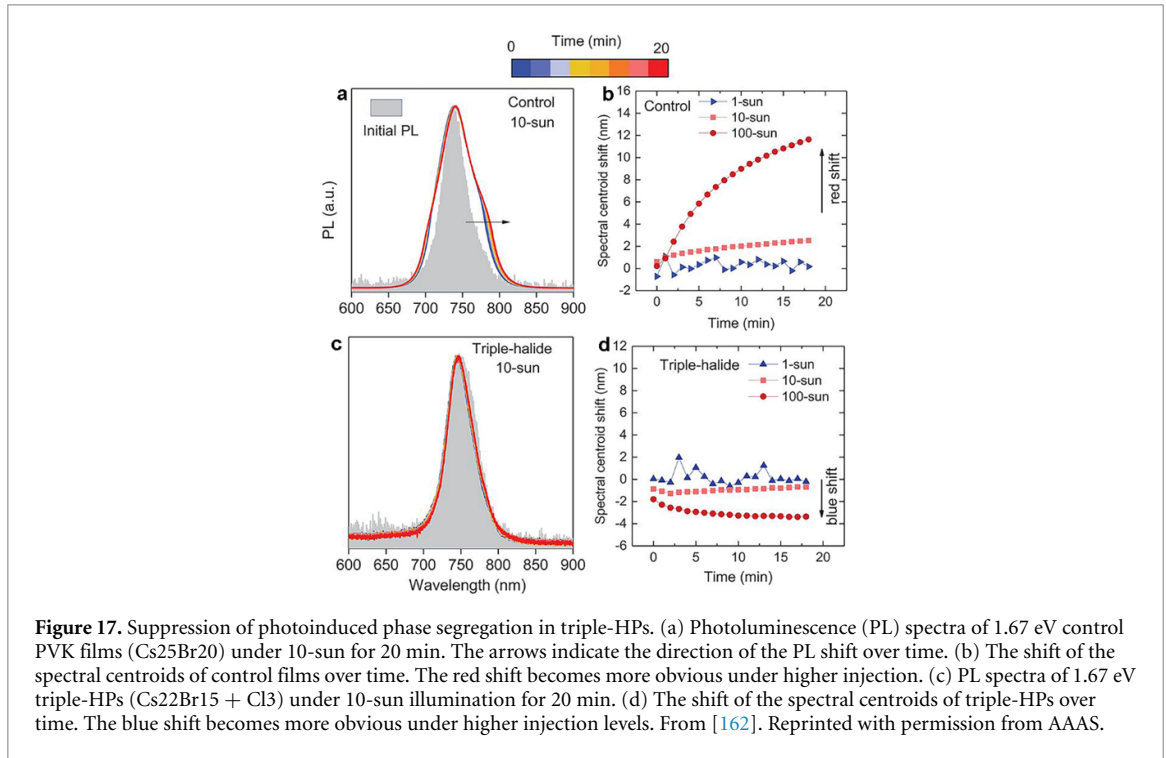 Time (min)
0 20
a
Initial PL
Control
10-sun
PL (a.u.)
600 650 700 750 800 850 900
b
Control
1-sun
10-sun
100-sun
red shift
Spectral centroid shift (nm)
16
14
12
10
8
6
4
2
0
-2
0 5 10 15 20
Time (min)
c
Triple-halide
10-sun
600 650 700 750 800 850 900
Wavelength (nm)
d
Triple-halide
1-sun
10-sun
100-sun
blue shift
Spectral centroid shift (nm)
12
10
8
6
4
2
0
-2
-4
-6
0 5 10 15 20
Time (min)
Figure 17. Suppression of photoinduced phase segregation in triple-HPs. (a) Photoluminescence (PL) spectra of 1.67 eV control
PVK films (Cs25Br20) under 10-sun for 20 min. The arrows indicate the direction of the PL shift over time. (b) The shift of the
spectral centroids of control films over time. The red shift becomes more obvious under higher injection. (c) PL spectra of 1.67 eV
triple-HPs (Cs22Br15 + Cl3) under 10-sun illumination for 20 min. (d) The shift of the spectral centroids of triple-HPs over
time. The blue shift becomes more obvious under higher injection levels. From [162]. Reprinted with permission from AAAS.